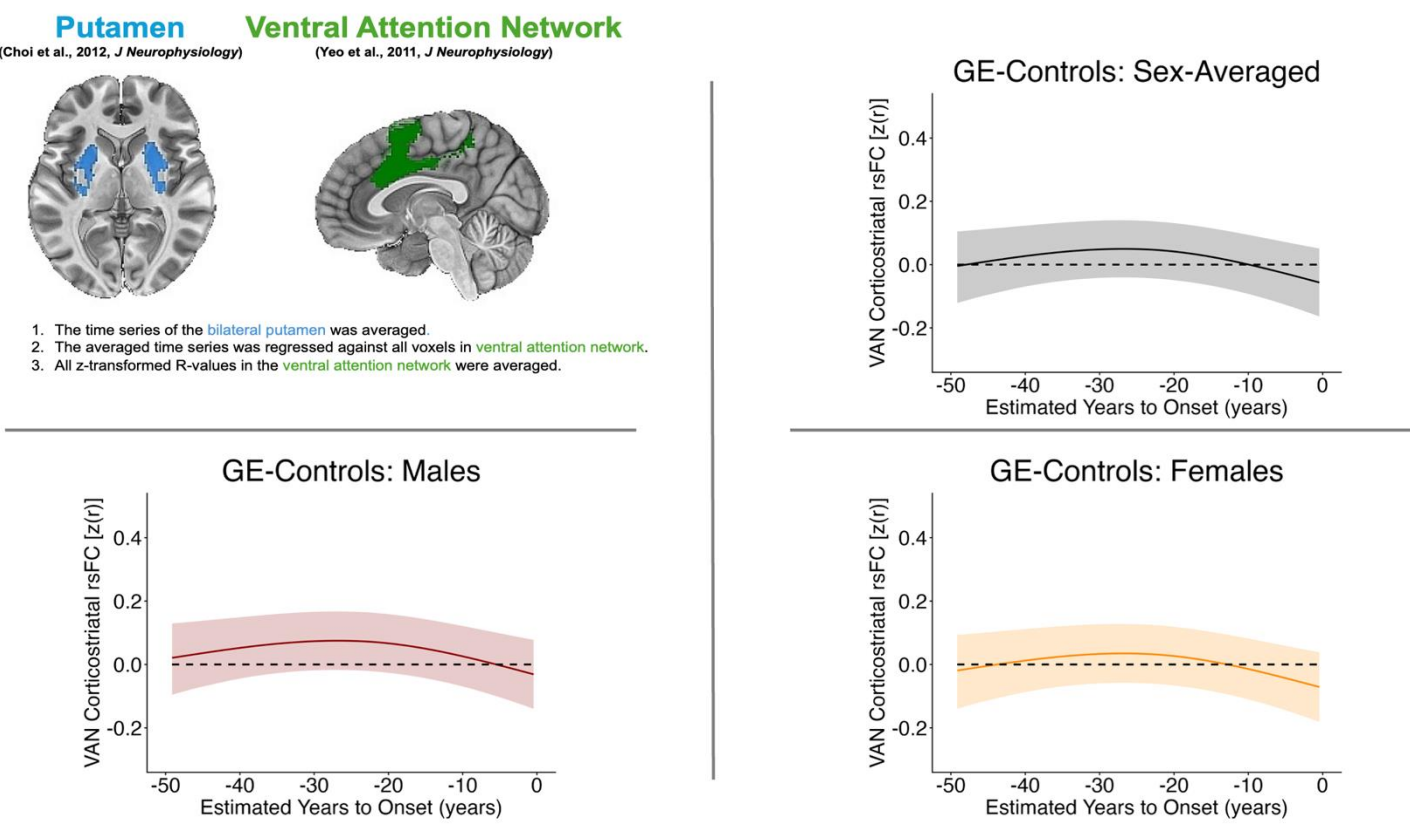 Putamen
(Choi et al., 2012, J Neurophysiology)
Ventral Attention Network
(Yeo et al., 2011, J Neurophysiology)
1. The time series of the bilateral putamen was averaged.
2. The averaged time series was regressed against all voxels in ventral attention network.
3. All z-transformed R-values in the ventral attention network were averaged.
GE-Controls: Sex-Averaged
VAN Corticostriatal rsFC [z(r)]
0.4
0.2
0.0
-0.2
-50 -40 -30 -20 -10 0
Estimated Years to Onset (years)
GE-Controls: Males
VAN Corticostriatal rsFC [z(r)]
0.4
0.2
0.0
-0.2
-50 -40 -30 -20 -10 0
Estimated Years to Onset (years)
GE-Controls: Females
VAN Corticostriatal rsFC [z(r)]
0.4
0.2
0.0
-0.2
-50 -40 -30 -20 -10 0
Estimated Years to Onset (years)